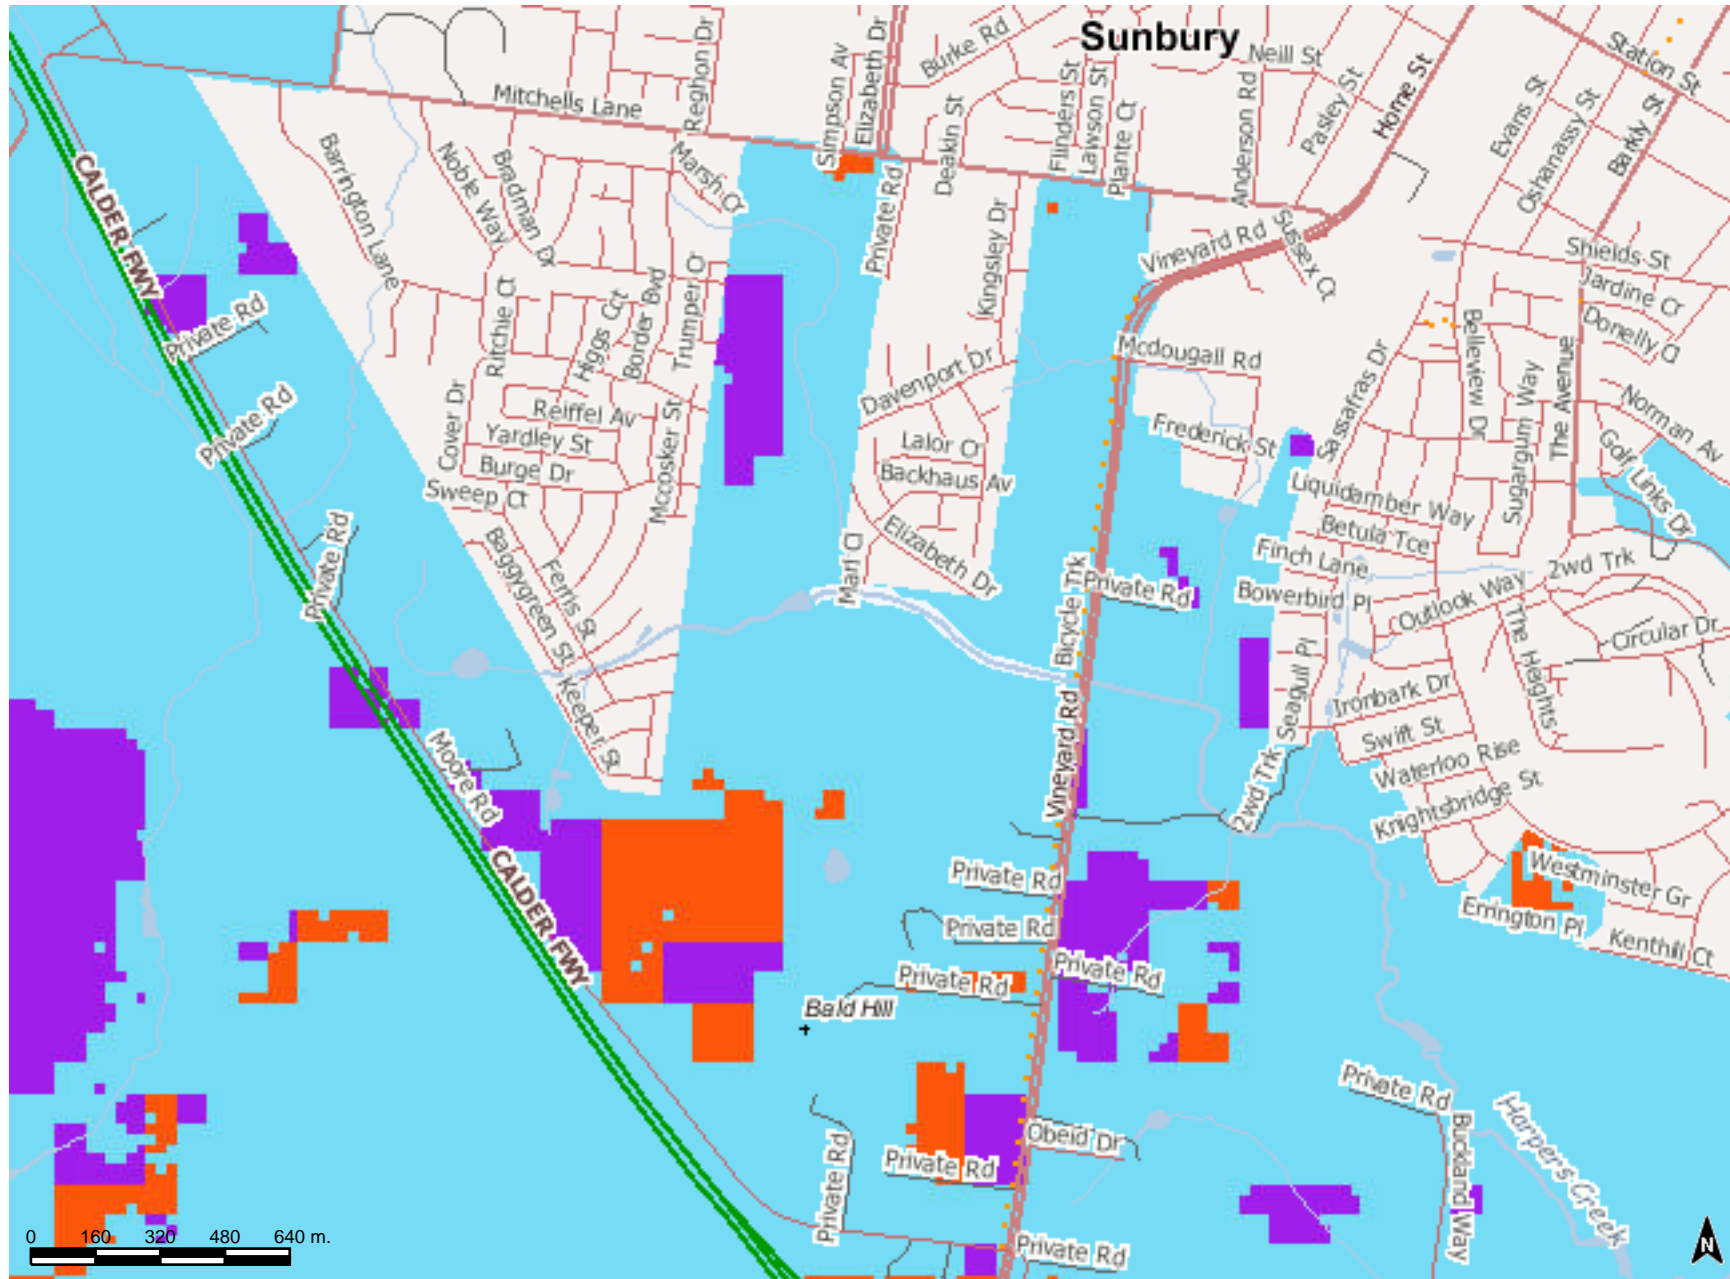 Sunbury
Station St
Burke Rd
Neill St
Reghon Dr
Simpson Av
Elizabeth Dr
Mitchells Lane
Deakin St
Flinders St
Lawson St
Plante Ct
Anderson Rd
Pasley St
Home St
Evans St
Oshanassy St
Barkly St
CALDER FWY
Barrington Lane
Noble Way
Bradman Dr
Marsh Ct
Private Rd
Kingsley Dr
Vineyard Rd
Sussex Ct
Shields St
Jardine Cr
Donelly Cl
Private Rd
Ritchie Ct
Higgs Cct
Border Bvd
Trumper Cr
Mcdougall Rd
Sassafras Dr
Belleview Dr
Sugargum Way
The Avenue
Norman Av
Private Rd
Cover Dr
Reiffel Av
Davenport Dr
Frederick St
Golf Links Dr
Yardley St
Burge Dr
Sweep Ct
Mccosker St
Lalor Cr
Backhaus Av
Liquidamber Way
Betula Tce
Private Rd
Baggygreen St
Ferris St
Marl Cl
Elizabeth Dr
Bicycle Trk
Private Rd
Finch Lane
Bowerbird Pl
Outlook Way
2wd Trk
Circular Dr
The Heights
Keeper St
Vineyard Rd
Seagull Pl
Ironbark Dr
Swift St
Waterloo Rise
Knightsbridge St
2wd Trk
Moore Rd
CALDER FWY
Private Rd
Westminster Gr
Errington Pl
Kenthill Ct
Private Rd
Private Rd
Private Rd
Bald Hill
Private Rd
Buckland Way
Harpers Creek
Obeid Dr
Private Rd
Private Rd
Private Rd
0 160 320 480 640 m.
N